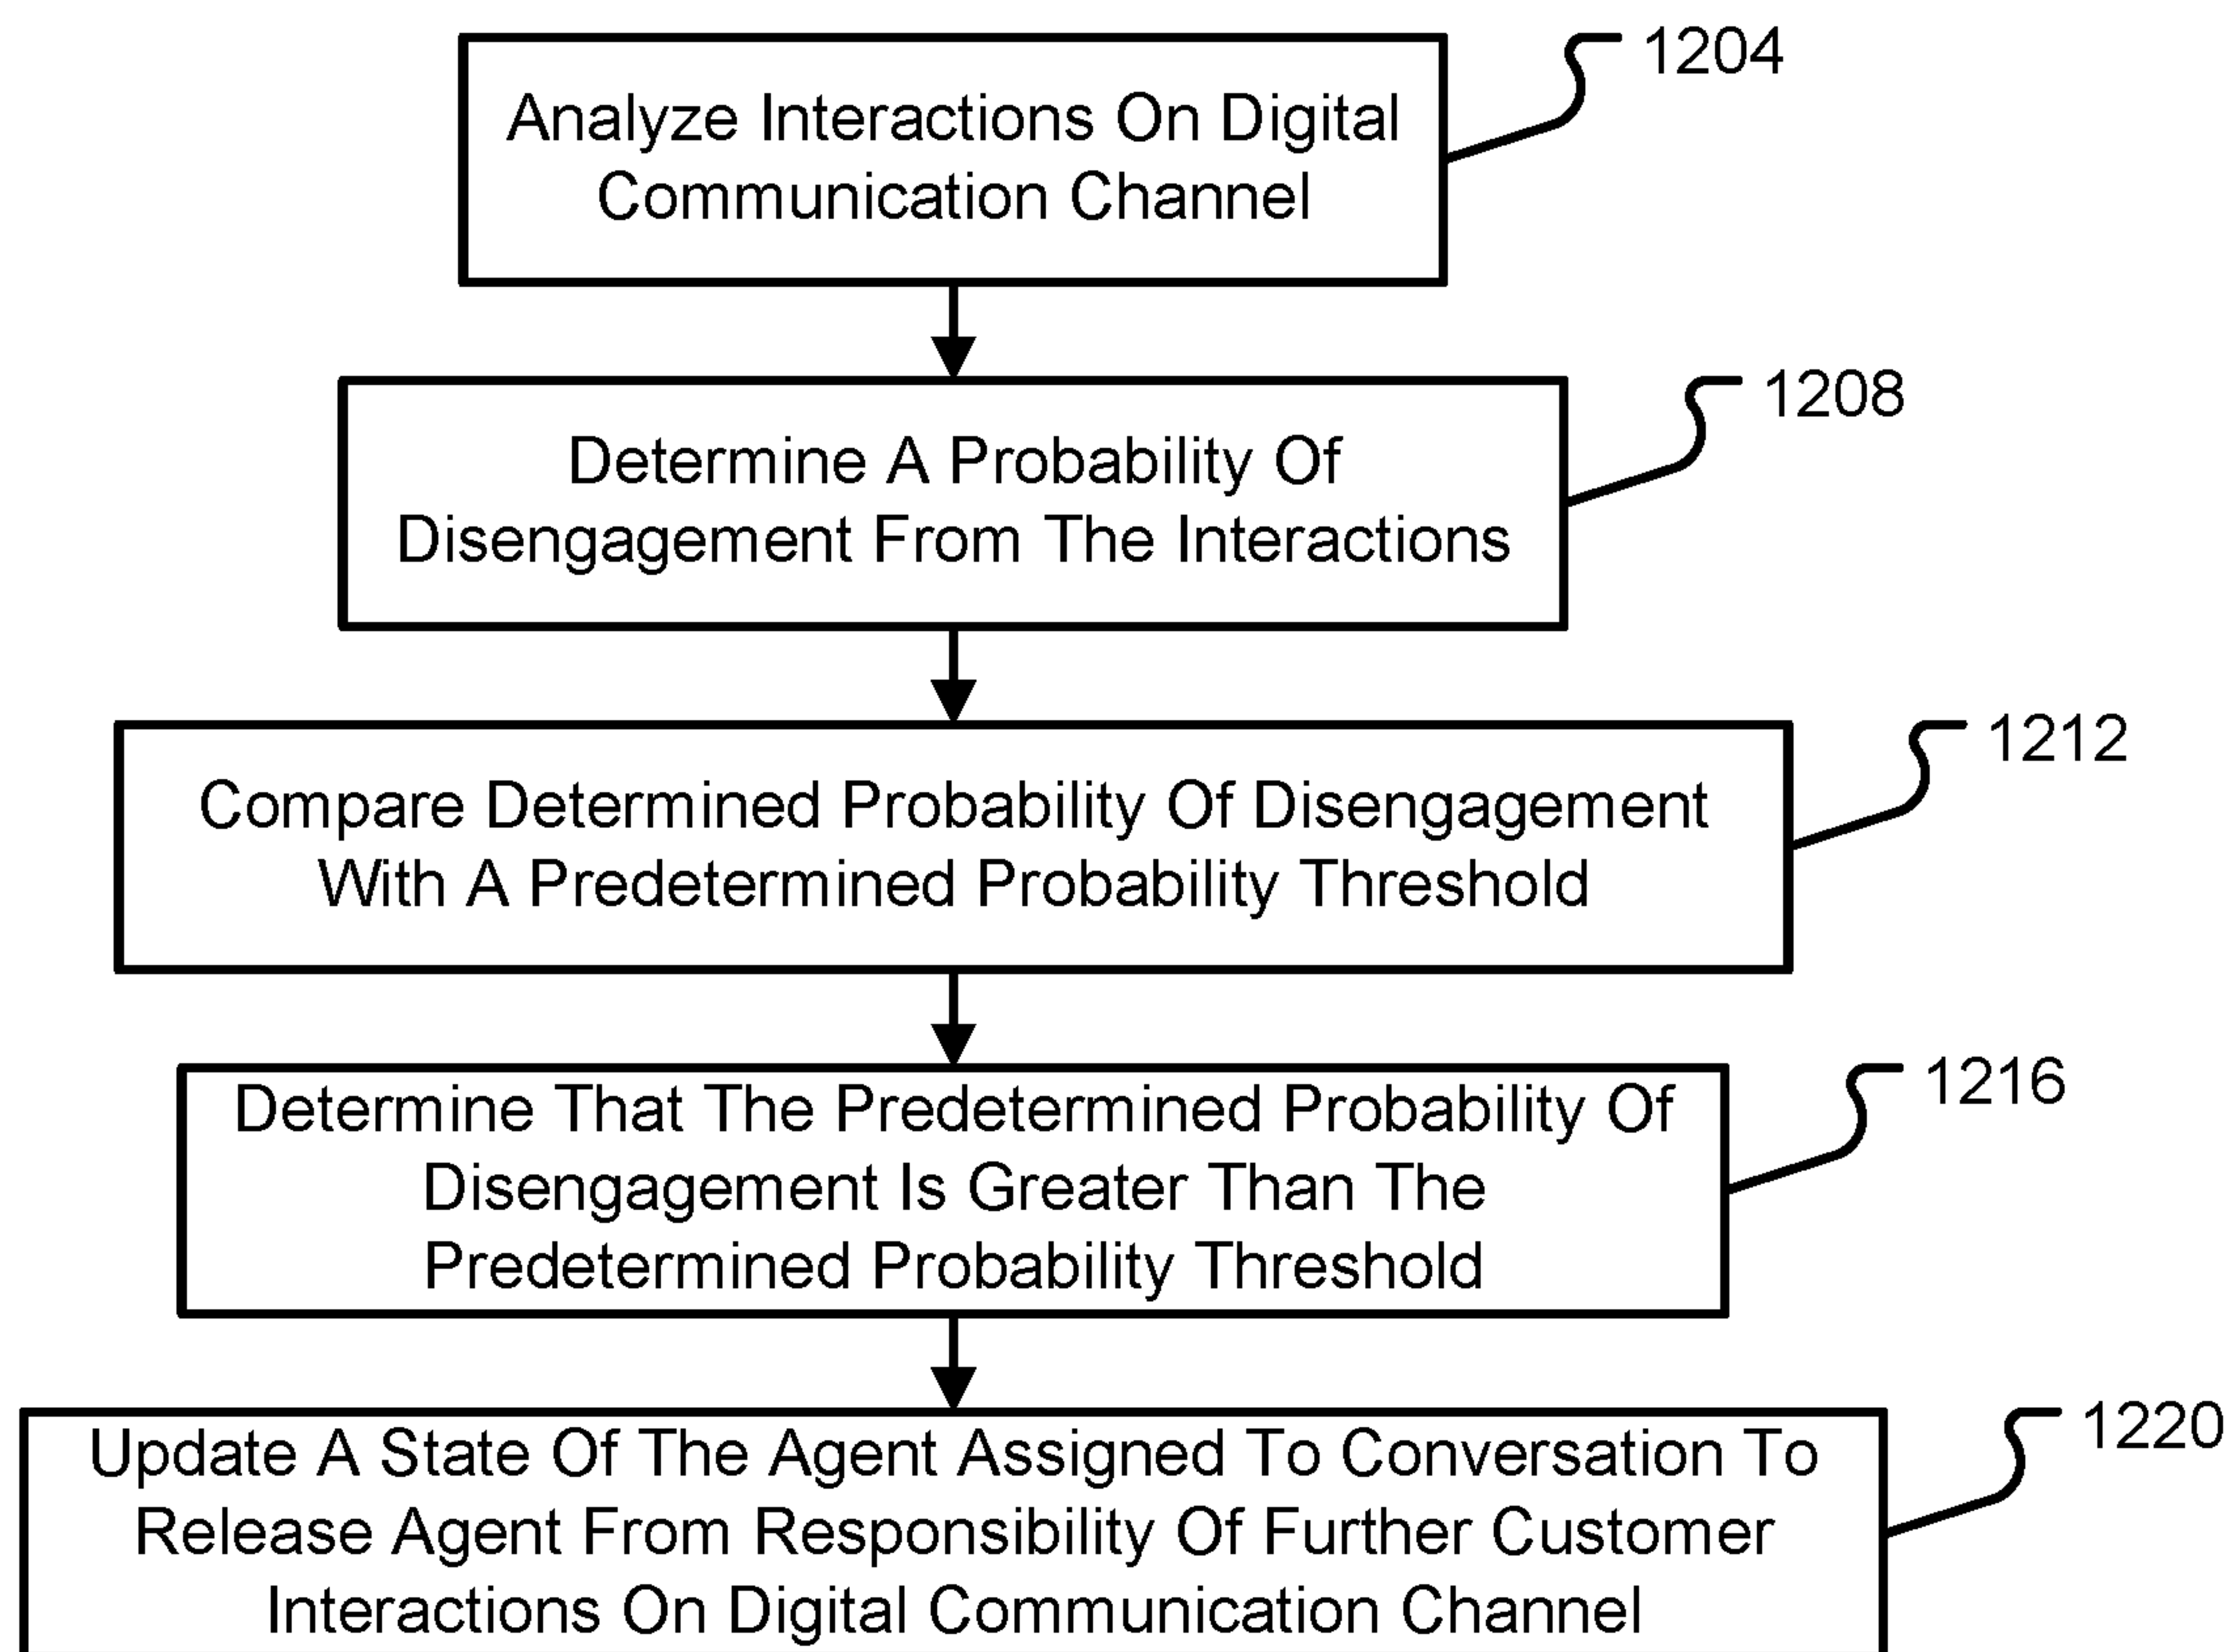 1204
Analyze Interactions On Digital
Communication Channel
1208
Determine A Probability Of
Disengagement From The Interactions
1212
Compare Determined Probability Of Disengagement
With A Predetermined Probability Threshold
1216
Determine That The Predetermined Probability Of
Disengagement Is Greater Than The
Predetermined Probability Threshold
1220
Update A State Of The Agent Assigned To Conversation To
Release Agent From Responsibility Of Further Customer
Interactions On Digital Communication Channel